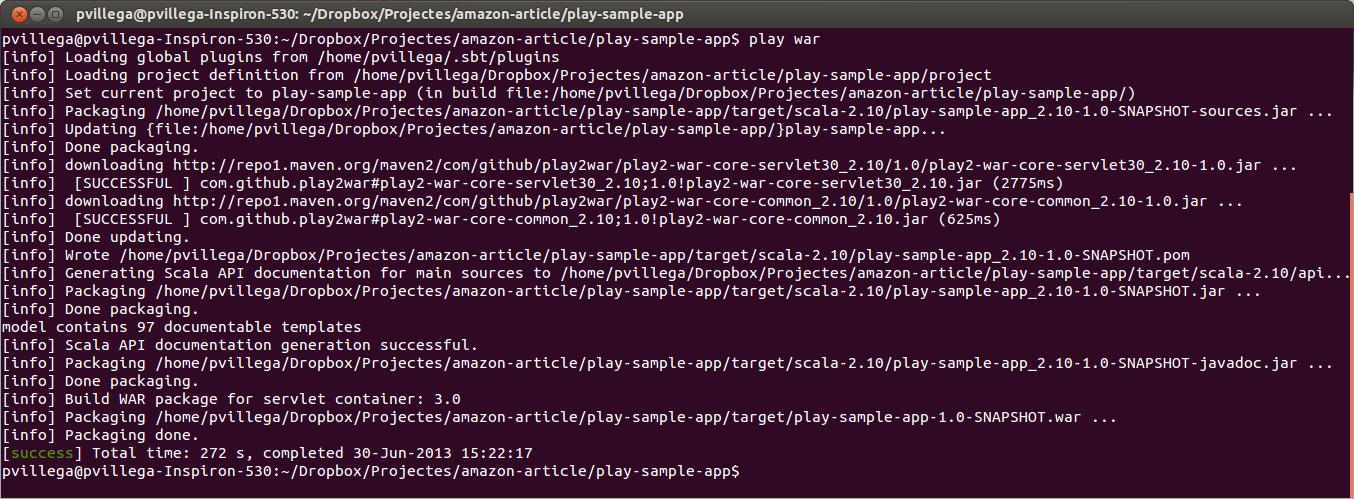 pvillega@pvillega-Inspiron-530: ~/Dropbox/Projectes/amazon-article/play-sample-app
pvillega@pvillega-Inspiron-530:~/Dropbox/Projectes/amazon-article/play-sample-app$ play war
[info] Loading global plugins from /home/pvillega/.sbt/plugins
[info] Loading project definition from /home/pvillega/Dropbox/Projectes/amazon-article/play-sample-app/project
[info] Set current project to play-sample-app (in build file:/home/pvillega/Dropbox/Projectes/amazon-article/play-sample-app/)
[info] Packaging /home/pvillega/Dropbox/Projectes/amazon-article/play-sample-app/target/scala-2.10/play-sample-app_2.10-1.0-SNAPSHOT-sources.jar ...
[info] Updating {file:/home/pvillega/Dropbox/Projectes/amazon-article/play-sample-app/}play-sample-app...
[info] Done packaging.
[info] downloading http://repo1.maven.org/maven2/com/github/play2war/play2-war-core-servlet30_2.10/1.0/play2-war-core-servlet30_2.10-1.0.jar ...
[info]  [SUCCESSFUL ] com.github.play2war#play2-war-core-servlet30_2.10;1.0!play2-war-core-servlet30_2.10.jar (2775ms)
[info] downloading http://repo1.maven.org/maven2/com/github/play2war/play2-war-core-common_2.10/1.0/play2-war-core-common_2.10-1.0.jar ...
[info]  [SUCCESSFUL ] com.github.play2war#play2-war-core-common_2.10;1.0!play2-war-core-common_2.10.jar (625ms)
[info] Done updating.
[info] Wrote /home/pvillega/Dropbox/Projectes/amazon-article/play-sample-app/target/scala-2.10/play-sample-app_2.10-1.0-SNAPSHOT.pom
[info] Generating Scala API documentation for main sources to /home/pvillega/Dropbox/Projectes/amazon-article/play-sample-app/target/scala-2.10/api...
[info] Packaging /home/pvillega/Dropbox/Projectes/amazon-article/play-sample-app/target/scala-2.10/play-sample-app_2.10-1.0-SNAPSHOT.jar ...
[info] Done packaging.
model contains 97 documentable templates
[info] Scala API documentation generation successful.
[info] Packaging /home/pvillega/Dropbox/Projectes/amazon-article/play-sample-app/target/scala-2.10/play-sample-app_2.10-1.0-SNAPSHOT-javadoc.jar ...
[info] Done packaging.
[info] Build WAR package for servlet container: 3.0
[info] Packaging /home/pvillega/Dropbox/Projectes/amazon-article/play-sample-app/target/play-sample-app-1.0-SNAPSHOT.war ...
[info] Packaging done.
[success] Total time: 272 s, completed 30-Jun-2013 15:22:17
pvillega@pvillega-Inspiron-530:~/Dropbox/Projectes/amazon-article/play-sample-app$